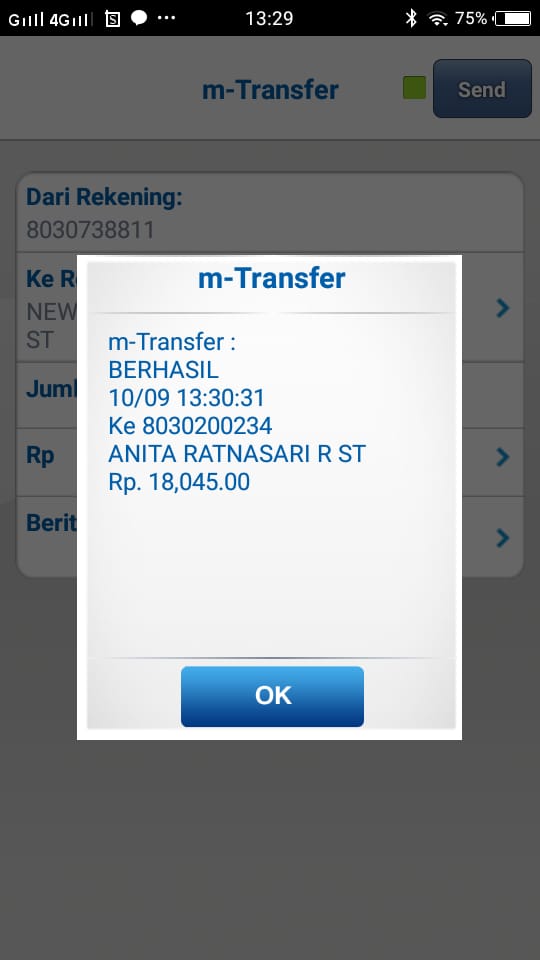 G 4G S 13:29 75%
m-Transfer
Send
Dari Rekening:
8030738811
Ke R
NEW
ST
Juml
Rp
Berit
m-Transfer
m-Transfer :
BERHASIL
10/09 13:30:31
Ke 8030200234
ANITA RATNASARI R ST
Rp. 18,045.00
OK